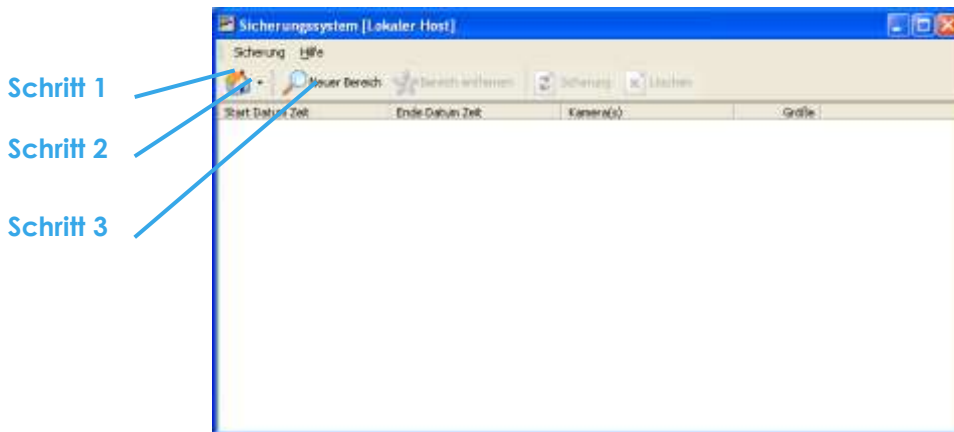 Sicherungssystem [Lokaler Host]
Sicherung Hilfe
Neuer Bereich Bereich entfernen Sicherung Löschen
Start Datum Zeit Ende Datum Zeit Kamera(s) Größe
Schritt 1
Schritt 2
Schritt 3